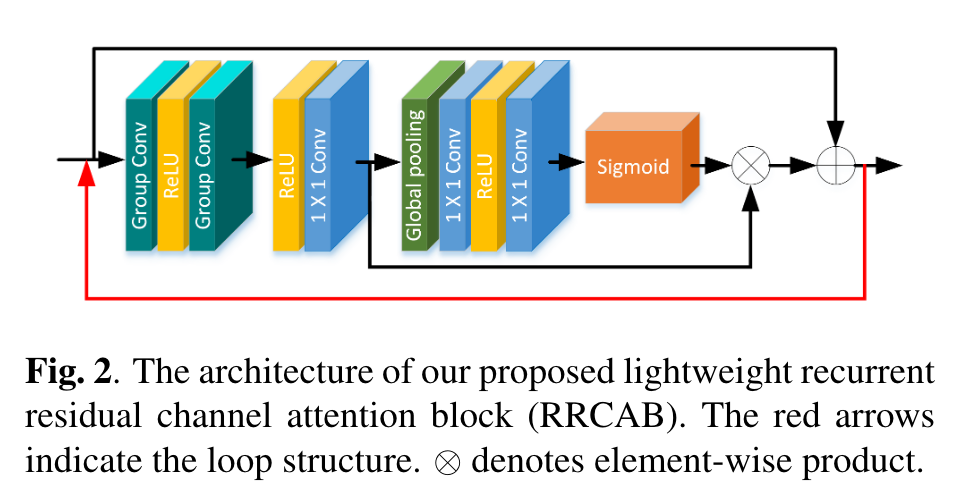 Group Conv
ReLU
Group Conv
ReLU
1 X 1 Conv
Global pooling
1 X 1 Conv
ReLU
1 X 1 Conv
Sigmoid
Fig. 2. The architecture of our proposed lightweight recurrent
residual channel attention block (RRCAB). The red arrows
indicate the loop structure. ⊗ denotes element-wise product.